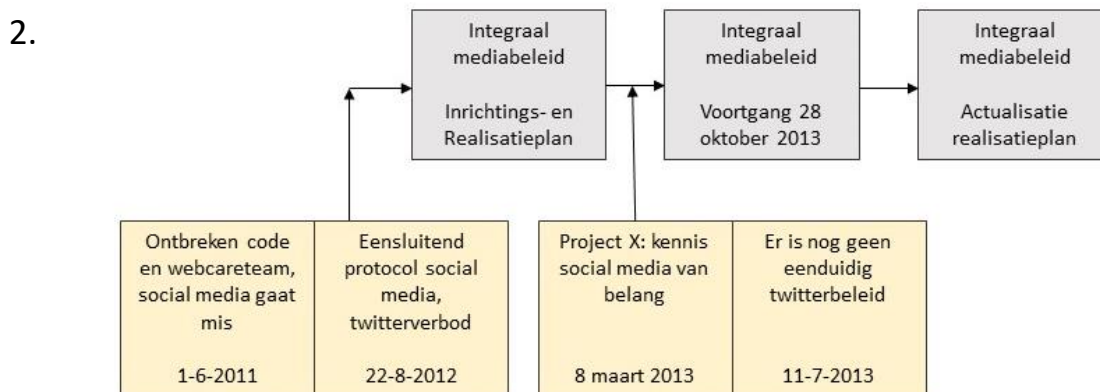 2.
Integraal
mediabeleid
Inrichtings- en
Realisatieplan
Integraal
mediabeleid
Voortgang 28
oktober 2013
Integraal
mediabeleid
Actualisatie
realisatieplan
Ontbreken code
en webcareteam,
social media gaat
mis
1-6-2011
Eensluitend
protocol social
media,
twitterverbod
22-8-2012
Project X: kennis
social media van
belang
8 maart 2013
Er is nog geen
eenduidig
twitterbeleid
11-7-2013